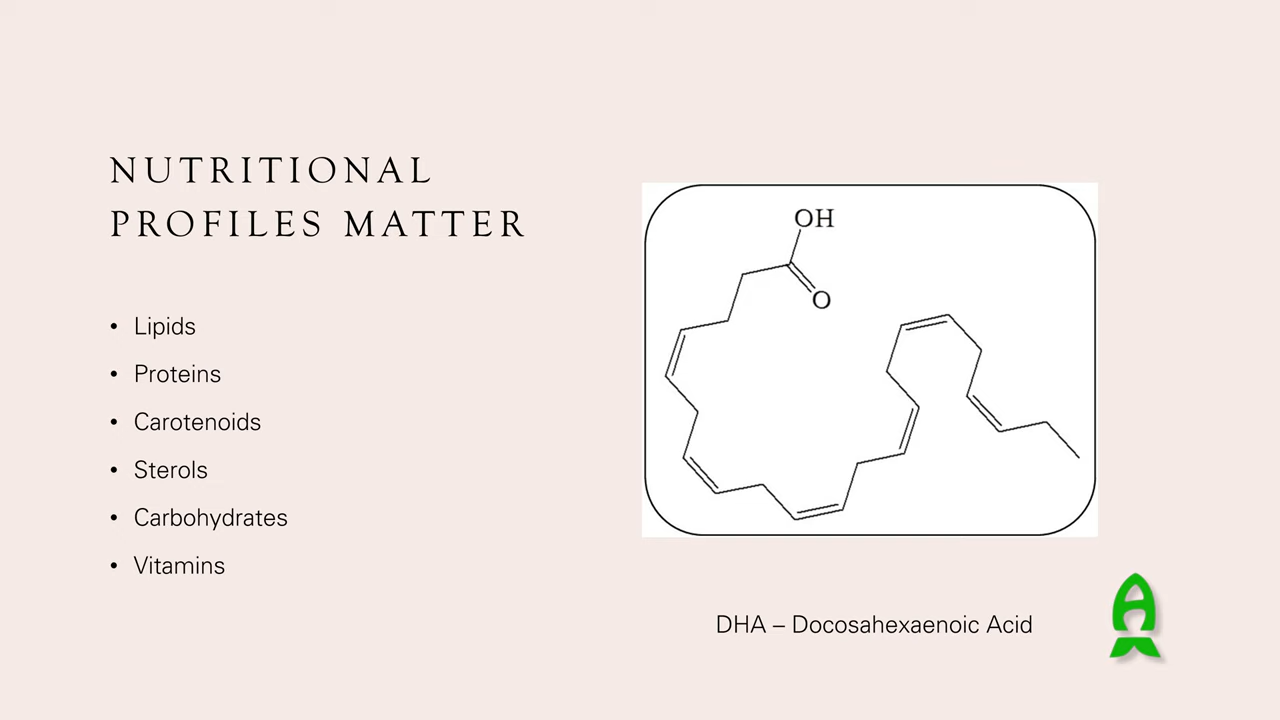 NUTRITIONAL
PROFILES MATTER
• Lipids
• Proteins
• Carotenoids
• Sterols
• Carbohydrates
• Vitamins
OH
O
DHA – Docosahexaenoic Acid